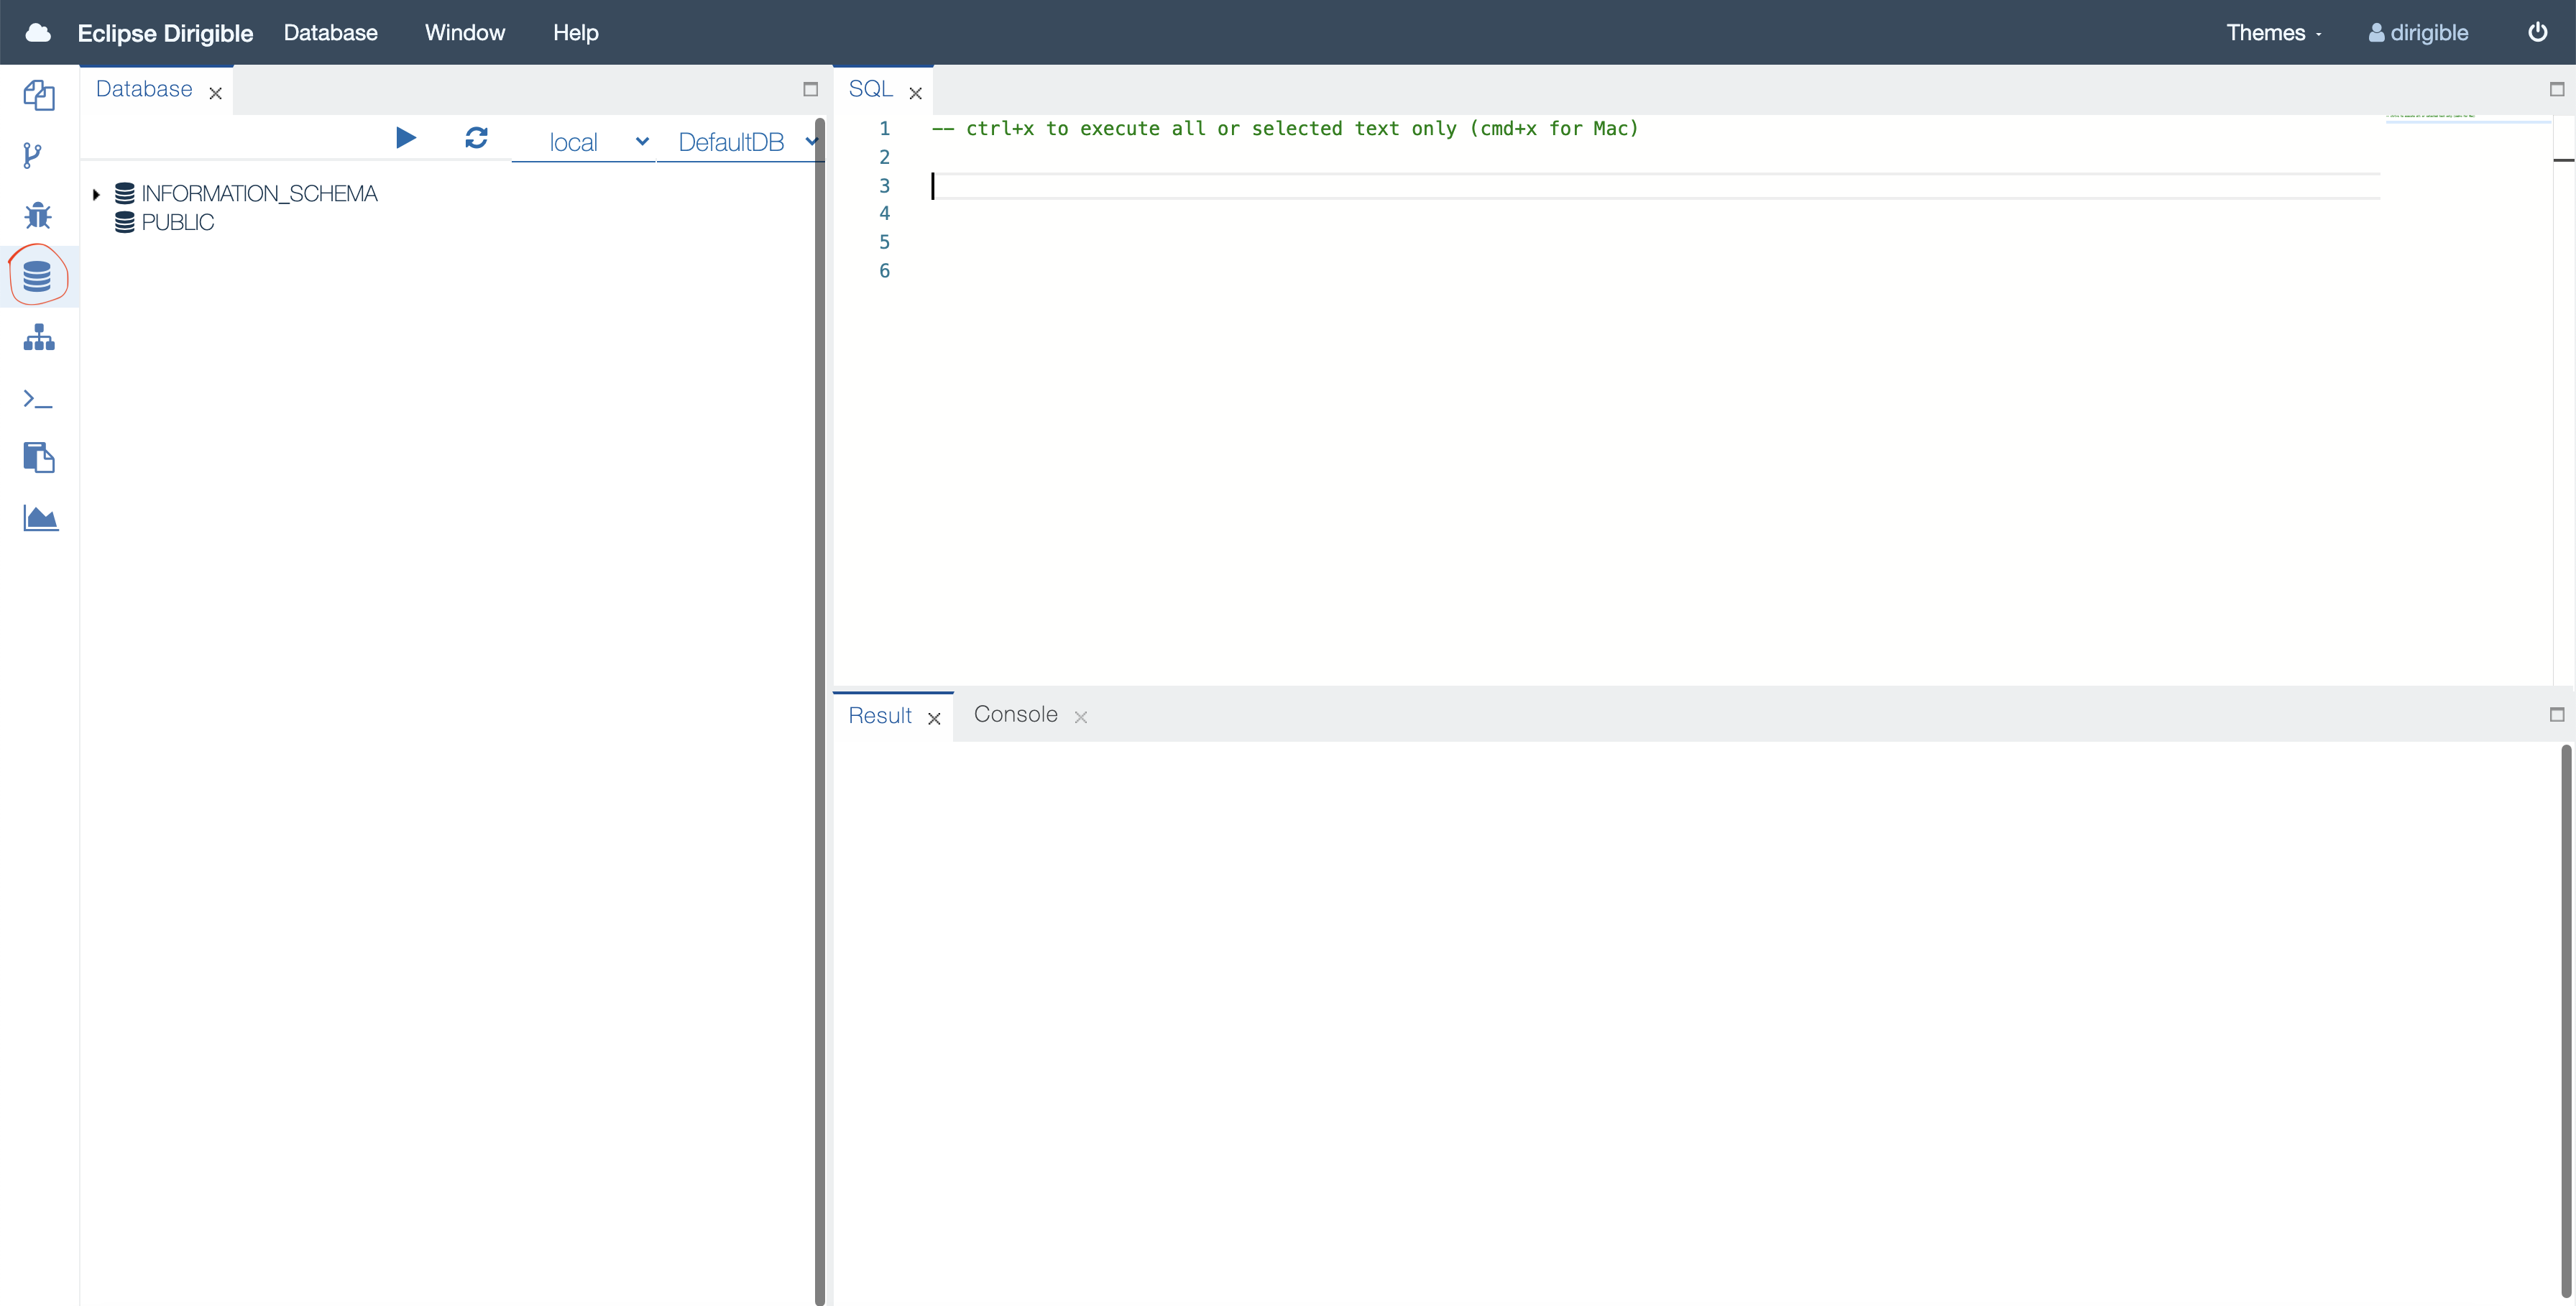 Eclipse Dirigible Database Window Help Themes dirigible
Database
local DefaultDB
INFORMATION_SCHEMA
PUBLIC
SQL
1 -- ctrl+x to execute all or selected text only (cmd+x for Mac)
2
3
4
5
6
Result Console